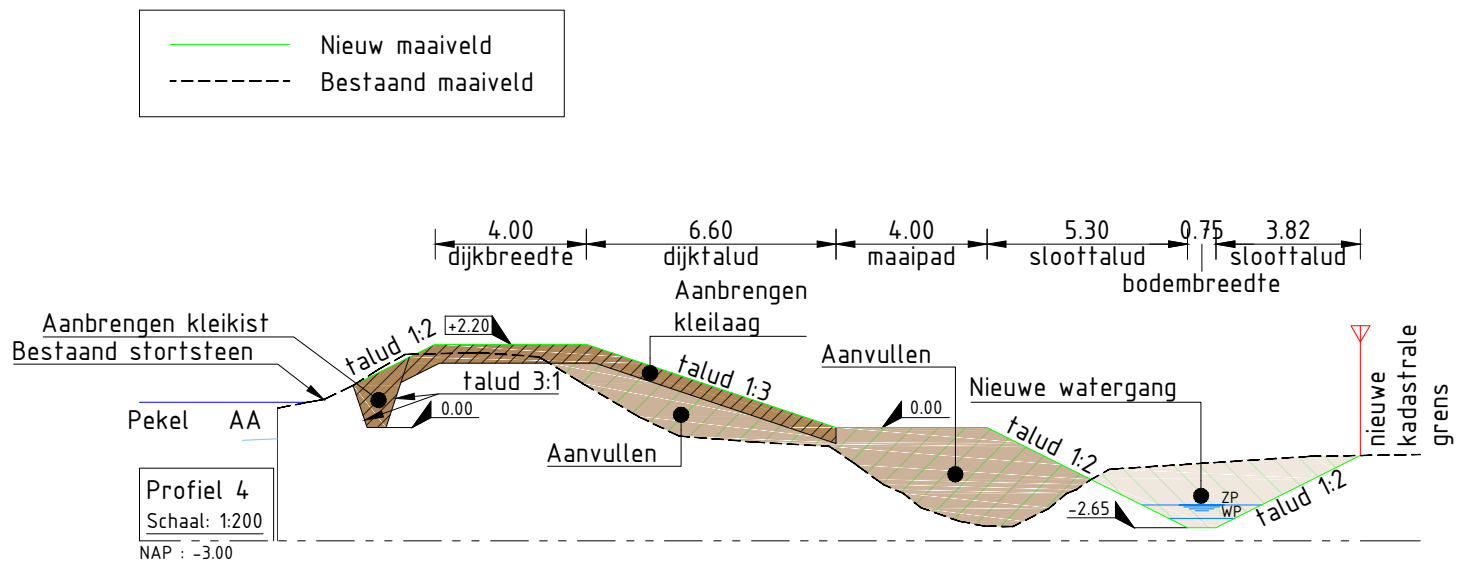 Nieuw maaiveld
Bestaand maaiveld
4.00
6.60
4.00
5.30
0.75
3.82
dijkbreedte
dijktalud
maaipad
sloottalud
sloottalud
bodembreedte
Aanbrengen
kleilaag
Aanbrengen kleikist
Bestaand stortsteen
talud 1:2
+2.20
talud 3:1
0.00
talud 1:3
Aanvullen
Aanvullen
0.00
Nieuwe watergang
talud 1:2
-2.65
ZP
WP
talud 1:2
nieuwe
kadastrale
grens
Pekel AA
Profiel 4
Schaal: 1:200
NAP : -3.00